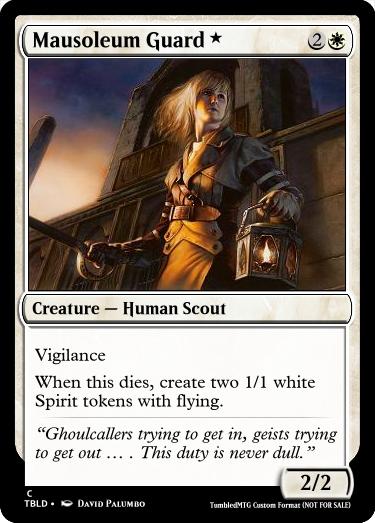 Mausoleum Guard ★ 2
Creature — Human Scout
Vigilance
When this dies, create two 1/1 white
Spirit tokens with flying.
“Ghoulcallers trying to get in, geists trying
to get out … . This duty is never dull.”
2/2
C
TBLD • David Palumbo
TumbledMTG Custom Format (NOT FOR SALE)